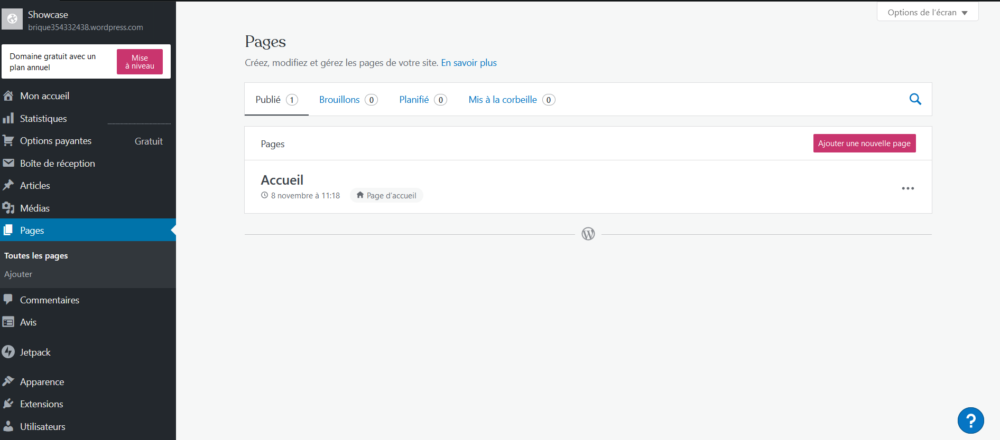 Showcase
brique354332438.wordpress.com
Domaine gratuit avec un
plan annuel
Mise
à niveau
Mon accueil
Statistiques
Options payantes
Gratuit
Boîte de réception
Articles
Médias
Pages
Toutes les pages
Ajouter
Commentaires
Avis
Jetpack
Apparence
Extensions
Utilisateurs
Options de l’écran
Pages
Créez, modifiez et gérez les pages de votre site. En savoir plus
Publié 1
Brouillons 0
Planifié 0
Mis à la corbeille 0
Pages
Ajouter une nouvelle page
Accueil
8 novembre à 11:18
Page d’accueil
?